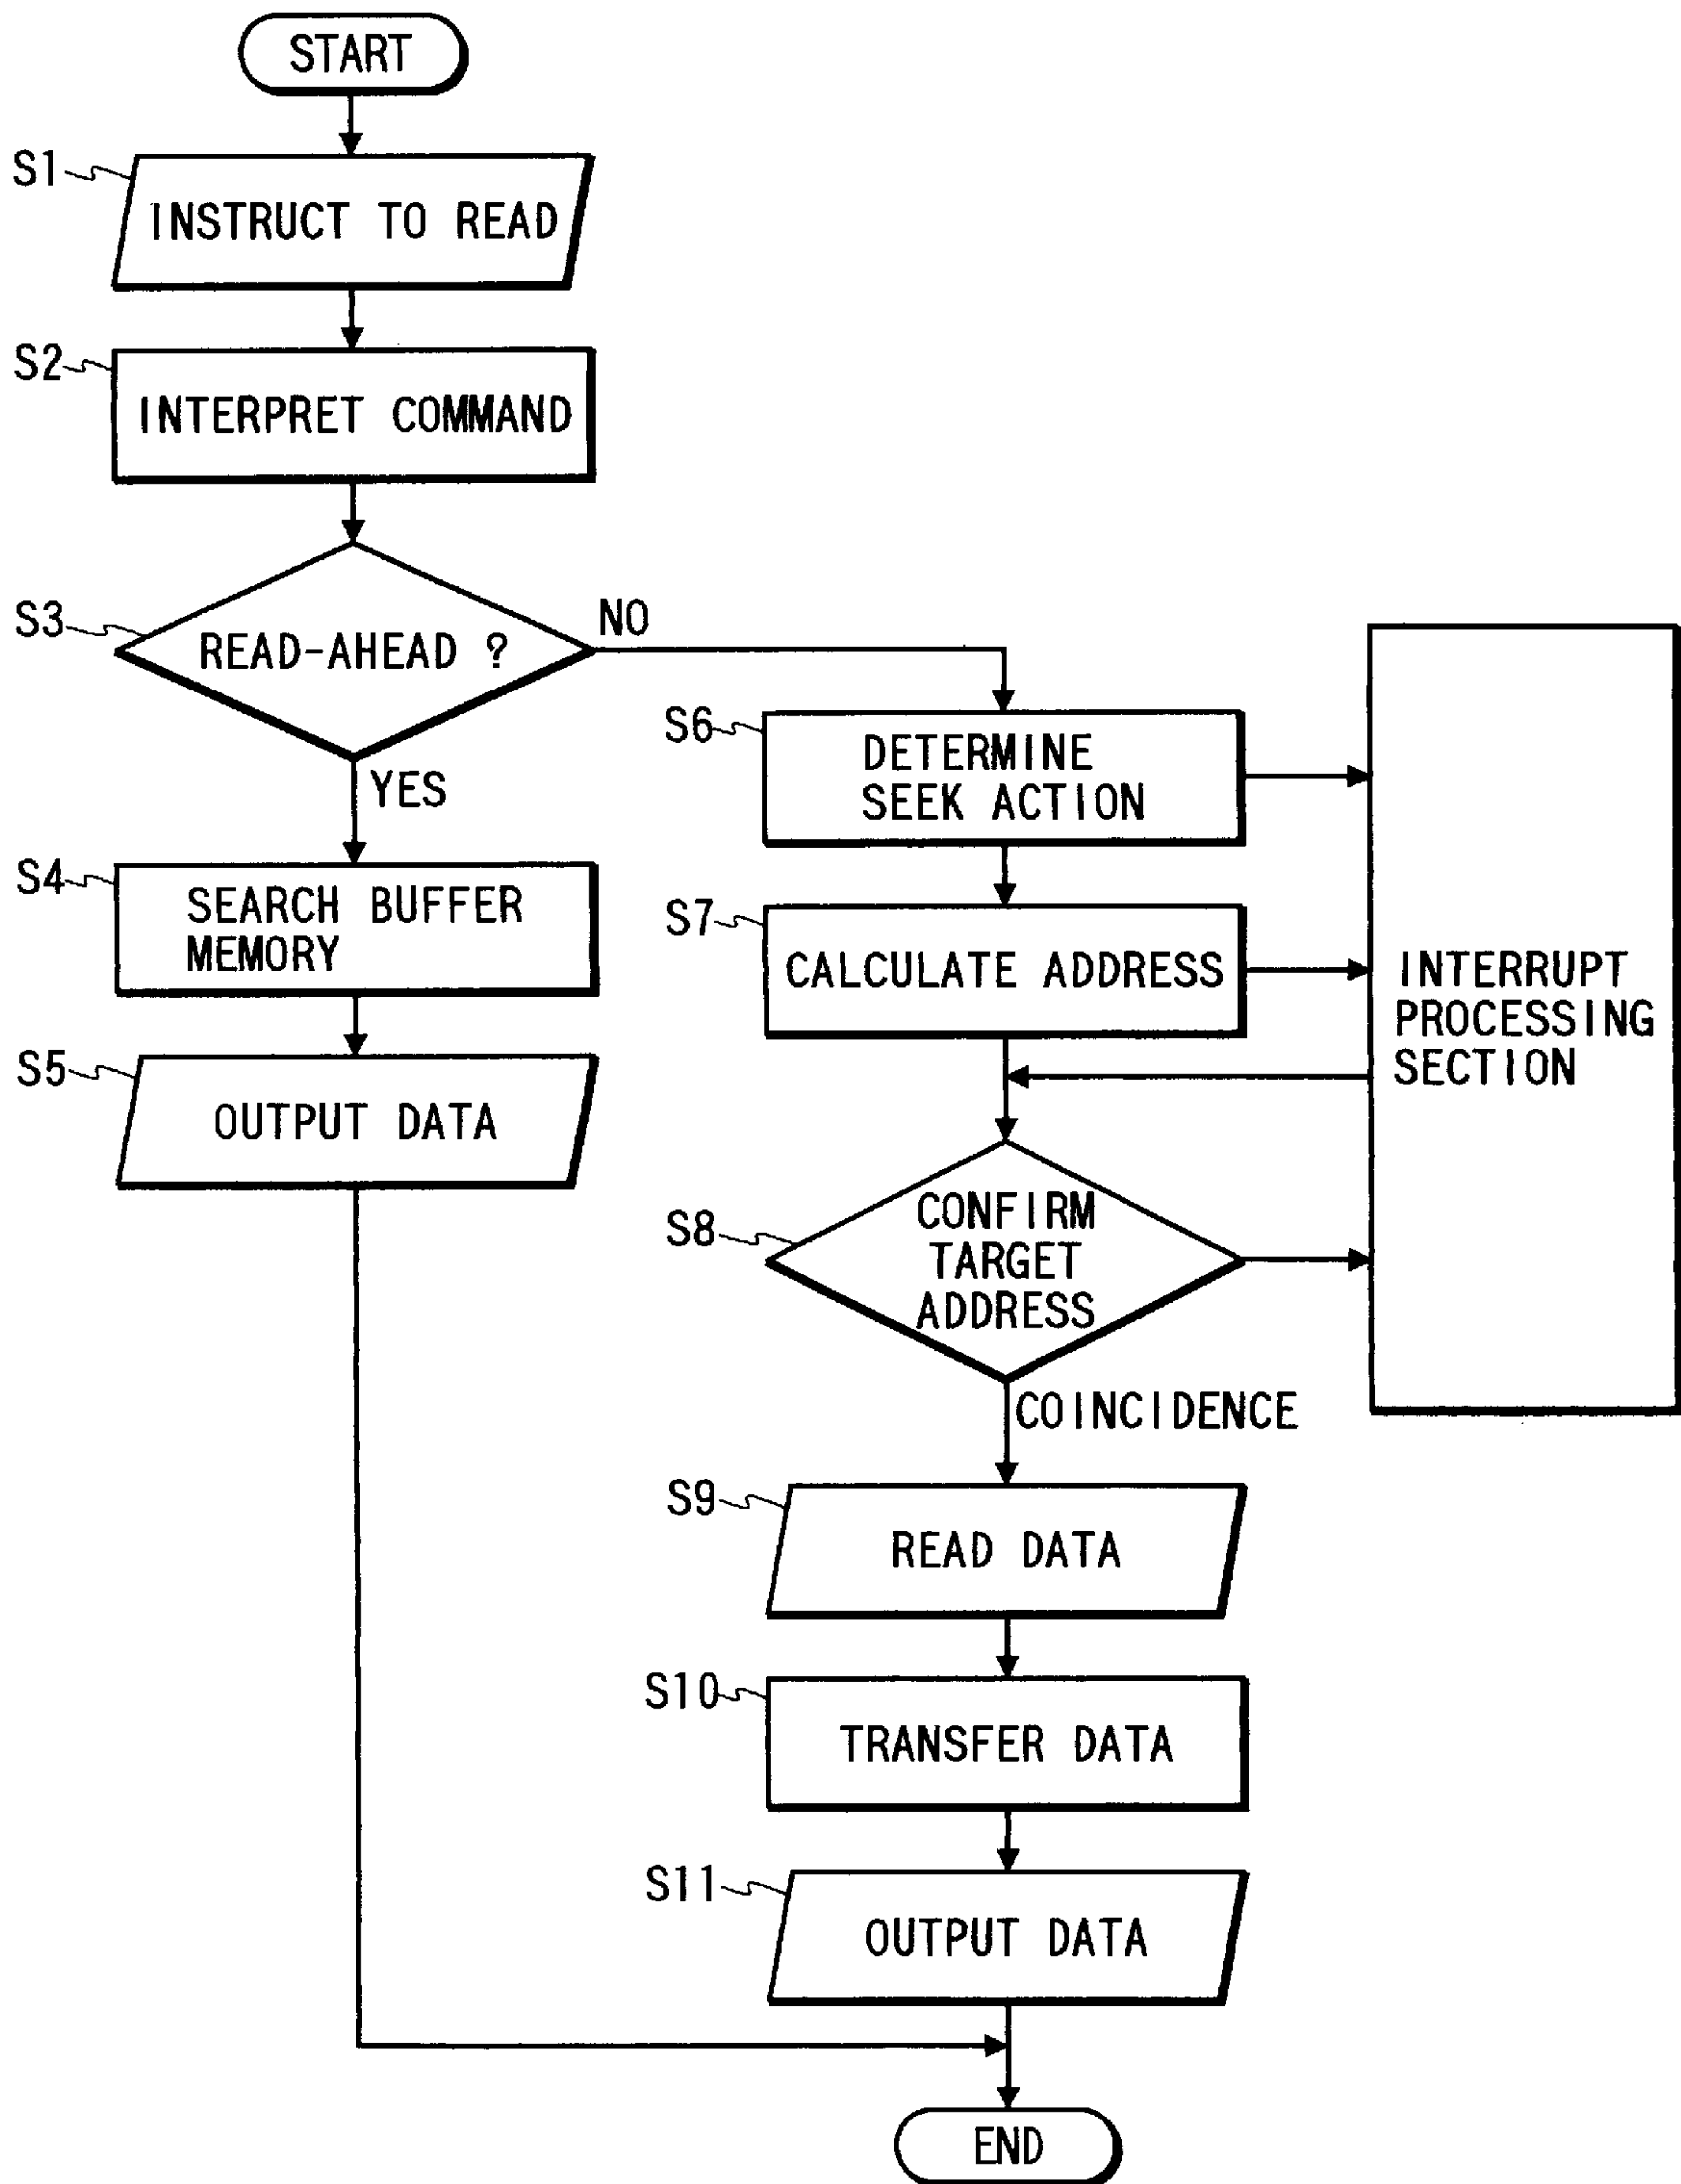 START
S1
INSTRUCT TO READ
S2
INTERPRET COMMAND
S3
READ-AHEAD ?
NO
YES
S4
SEARCH BUFFER
MEMORY
S5
OUTPUT DATA
S6
DETERMINE
SEEK ACTION
S7
CALCULATE ADDRESS
INTERRUPT
PROCESSING
SECTION
S8
CONFIRM
TARGET
ADDRESS
COINCIDENCE
S9
READ DATA
S10
TRANSFER DATA
S11
OUTPUT DATA
END